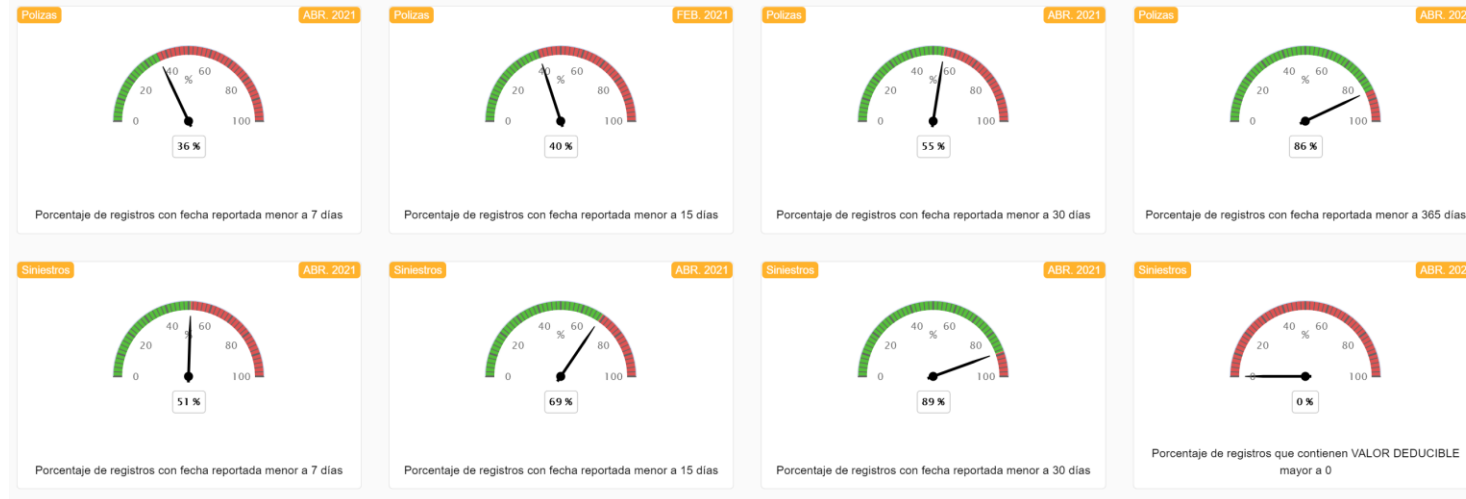 Polizas ABR. 2021
40 60
%
20 80
0 100
36 %
Porcentaje de registros con fecha reportada menor a 7 días
Polizas FEB. 2021
40 60
%
20 80
0 100
40 %
Porcentaje de registros con fecha reportada menor a 15 días
Polizas ABR. 2021
40 60
%
20 80
0 100
55 %
Porcentaje de registros con fecha reportada menor a 30 días
Polizas ABR. 202
40 60
%
20 80
0 100
86 %
Porcentaje de registros con fecha reportada menor a 365 días
Siniestros ABR. 2021
40 60
%
20 80
0 100
51 %
Porcentaje de registros con fecha reportada menor a 7 días
Siniestros ABR. 2021
40 60
%
20 80
0 100
69 %
Porcentaje de registros con fecha reportada menor a 15 días
Siniestros ABR. 2021
40 60
%
20 80
0 100
89 %
Porcentaje de registros con fecha reportada menor a 30 días
Siniestros ABR. 202
40 60
%
20 80
0 100
0 %
Porcentaje de registros que contienen VALOR DEDUCIBLE
mayor a 0